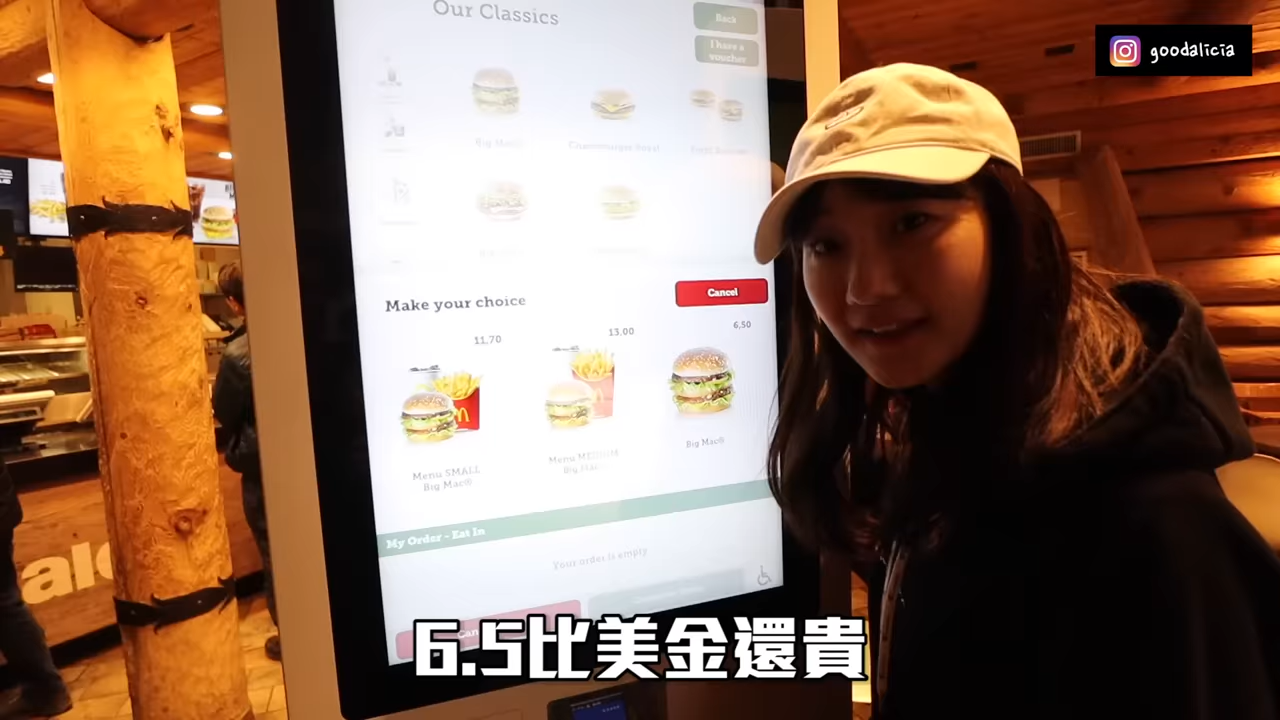 Our Classics
Back
I have a
voucher
goodalicia
Big Mac®
Make your choice
Cancel
11,70
13,00
6,50
Menu SMALL
Big Mac®
Menu MEDIUM
Big Mac®
Big Mac®
My Order - Eat In
Your order is empty
6.5比美金還貴